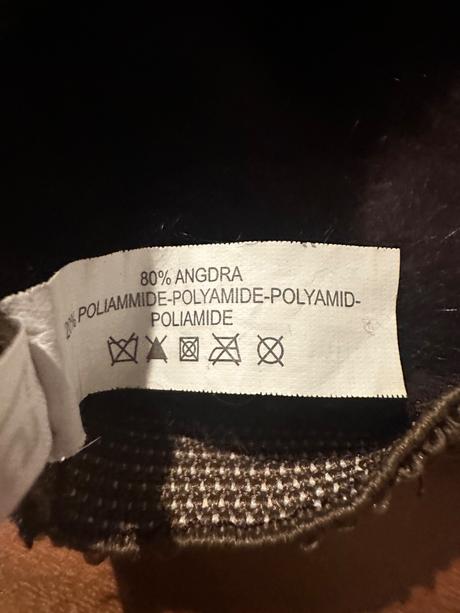 80% ANGDRA
20% POLIAMMIDE-POLYAMIDE-POLYAMID-
POLIAMIDE